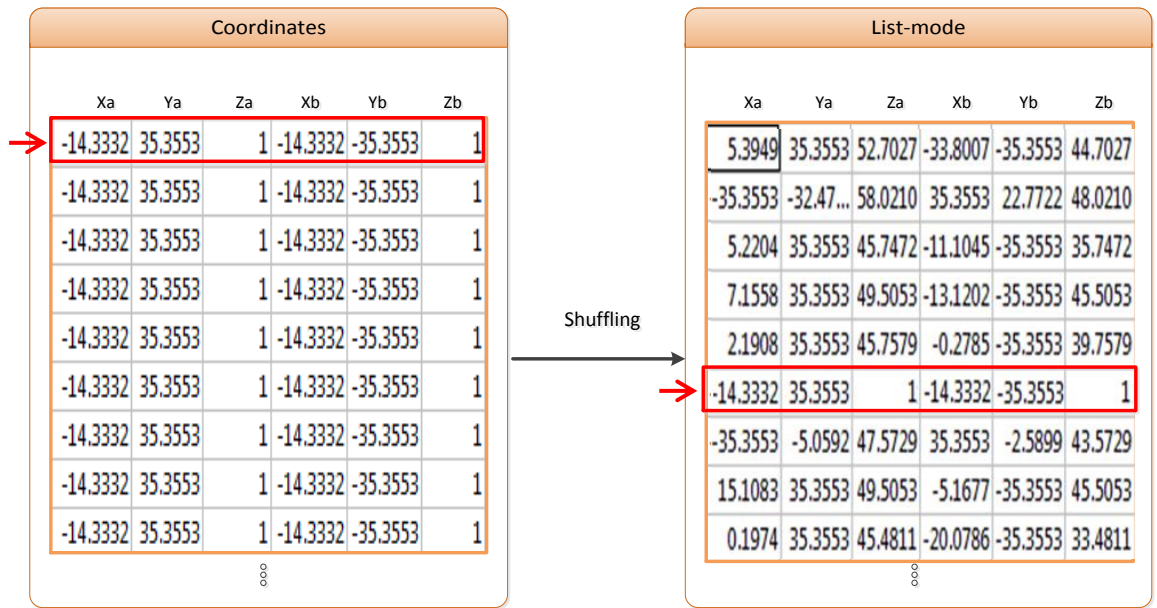 Coordinates
Xa Ya Za Xb Yb Zb
-14.3332 35.3553 1 -14.3332 -35.3553 1
-14.3332 35.3553 1 -14.3332 -35.3553 1
-14.3332 35.3553 1 -14.3332 -35.3553 1
-14.3332 35.3553 1 -14.3332 -35.3553 1
-14.3332 35.3553 1 -14.3332 -35.3553 1
-14.3332 35.3553 1 -14.3332 -35.3553 1
-14.3332 35.3553 1 -14.3332 -35.3553 1
-14.3332 35.3553 1 -14.3332 -35.3553 1
-14.3332 35.3553 1 -14.3332 -35.3553 1
Shuffling
List-mode
Xa Ya Za Xb Yb Zb
5.3949 35.3553 52.7027 -33.8007 -35.3553 44.7027
-35.3553 -32.47... 58.0210 35.3553 22.7722 48.0210
5.2204 35.3553 45.7472 -11.1045 -35.3553 35.7472
7.1558 35.3553 49.5053 -13.1202 -35.3553 45.5053
2.1908 35.3553 45.7579 -0.2785 -35.3553 39.7579
-14.3332 35.3553 1 -14.3332 -35.3553 1
-35.3553 -5.0592 47.5729 35.3553 -2.5899 43.5729
15.1083 35.3553 49.5053 -5.1677 -35.3553 45.5053
0.1974 35.3553 45.4811 -20.0786 -35.3553 33.4811